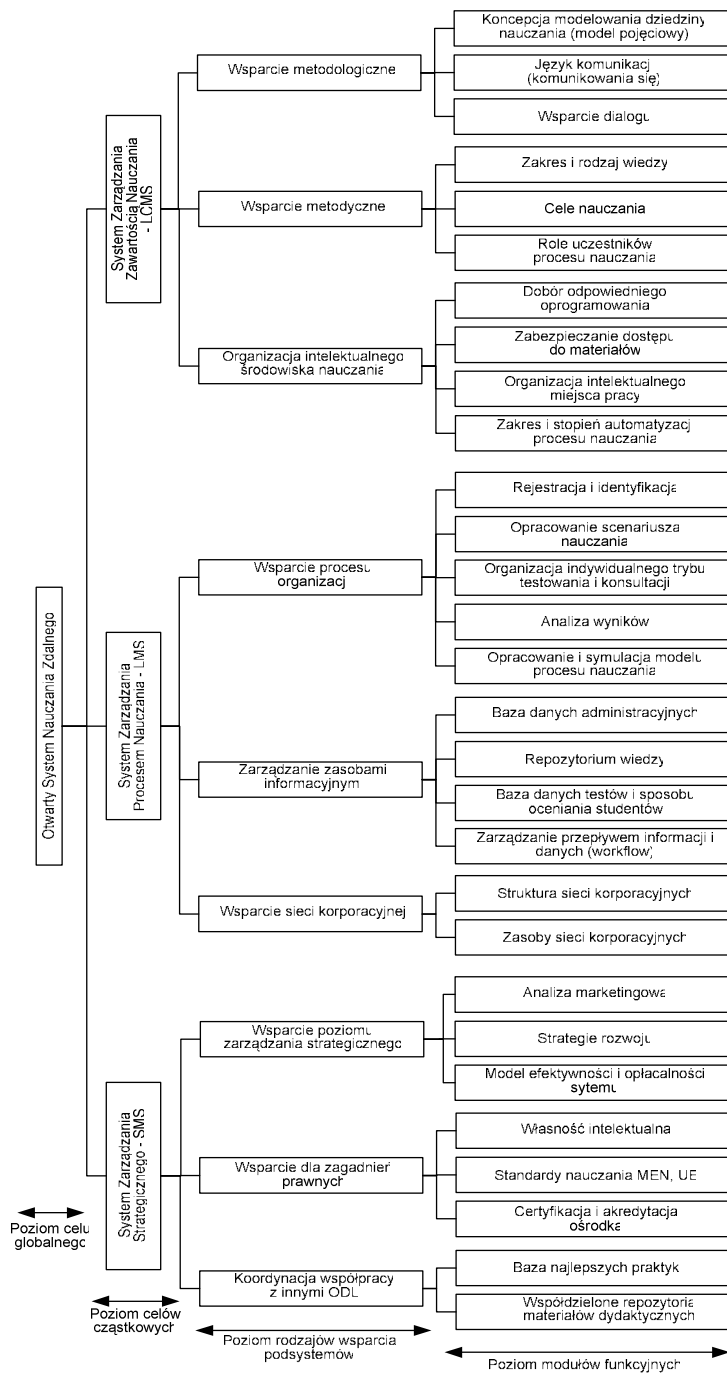 Otwarty System Nauczania Zdalnego
System Zarządzania
Zawartością Nauczania
- LCMS
Wsparcie metodologiczne
Koncepcja modelowania dziedziny
nauczania (model pojęciowy)
Język komunikacj
(komunikowania się)
Wsparcie dialogu
Wsparcie metodyczne
Zakres i rodzaj wiedzy
Cele nauczania
Role uczestników
procesu nauczania
Organizacja intelektualnego
środowiska nauczania
Dobór odpowiedniego
oprogramowania
Zabezpieczanie dostępu
do materiałów
Organizacja intelektualnego
miejsca pracy
Zakres i stopień automatyzacj
procesu nauczania
System Zarządzania
Procesem Nauczania - LMS
Wsparcie procesu
organizacj
Rejestracja i identyfikacja
Opracowanie scenariusza
nauczania
Organizacja indywidualnego trybu
testowania i konsultacji
Analiza wyników
Opracowanie i symulacja modelu
procesu nauczania
Zarządzanie zasobami
informacyjnym
Baza danych administracyjnych
Repozytorium wiedzy
Baza danych testów i sposobu
oceniania studentów
Zarządzanie przepływem informacji i
danych (workflow)
Wsparcie sieci korporacyjnej
Struktura sieci korporacyjnych
Zasoby sieci korporacyjnych
System Zarządzania
Strategicznego - SMS
Wsparcie poziomu
zarządzania strategicznego
Analiza marketingowa
Strategie rozwoju
Model efektywności i opłacalności
sytemu
Wsparcie dla zagadnień
prawnych
Własność intelektualna
Standardy nauczania MEN, UE
Certyfikacja i akredytacja
ośrodka
Koordynacja współpracy
z innymi ODL
Baza najlepszych praktyk
Współdzielone repozytoria
materiałów dydaktycznych
Poziom celu
globalnego
Poziom celów
cząstkowych
Poziom rodzajów wsparcia
podsystemów
Poziom modułów funkcyjnych